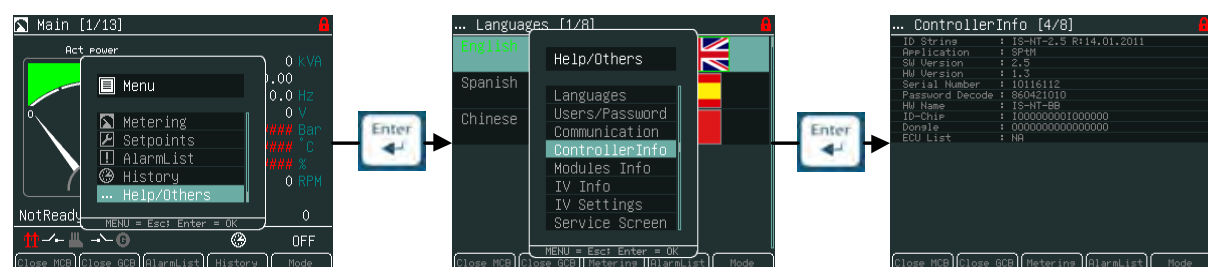 Main [1/13]
Act power
0 kVA
0.00
0.0 Hz
0 V
#### Bar
#### °C
#### %
0 RPM
0
Menu
Metering
Setpoints
AlarmList
History
... Help/Others
MENU = Esc; Enter = OK
NotReady
0
OFF
Close MCB Close GCB AlarmList History Mode
Enter
... Languages [1/8]
English
Spanish
Chinese
Help/Others
Languages
Users/Password
Communication
ControllerInfo
Modules Info
IV Info
IV Settings
Service Screen
MENU = Esc; Enter = OK
Close MCB Close GCB Metering AlarmList Mode
Enter
... ControllerInfo [4/8]
ID String : IS-NT-2.5 R:14.01.2011
Application : SPtM
SW Version : 2.5
HW Version : 1.3
Serial Number : 10116112
Password Decode : 860421010
HW Name : IS-NT-BB
ID-Chip : I00000000I000000
Dongle : 0000000000000000
ECU List : NA
Close MCB Close GCB Metering AlarmList Mode